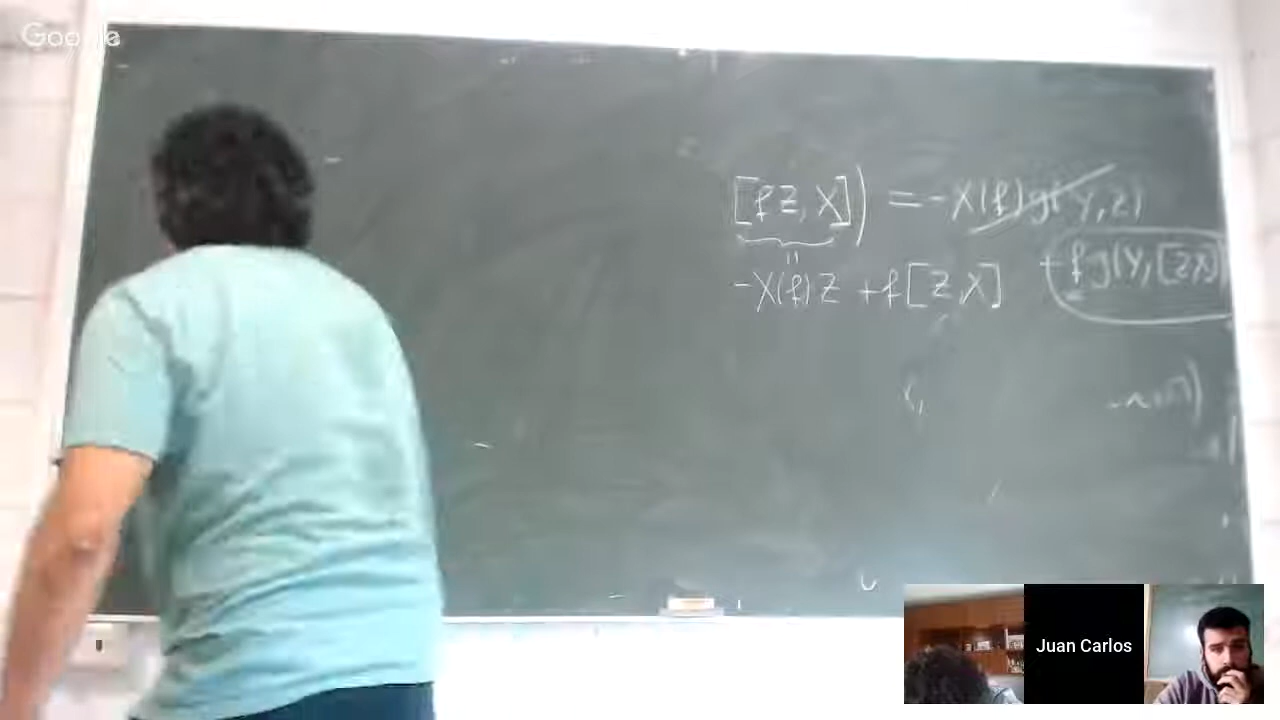 Google
[fZ, X]) = -X(f)g(Y,Z)
+fg(Y,[Z,X])
-X(f)Z +f[Z,X]
Juan Carlos